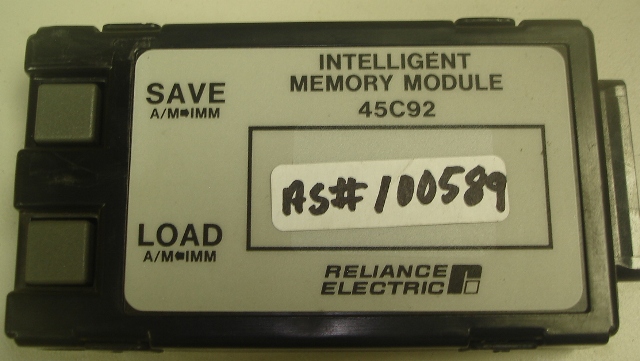 INTELLIGENT
MEMORY MODULE
45C92
SAVE
A/M➡IMM
AS#100589
LOAD
A/M⬅IMM
RELIANCE
ELECTRIC